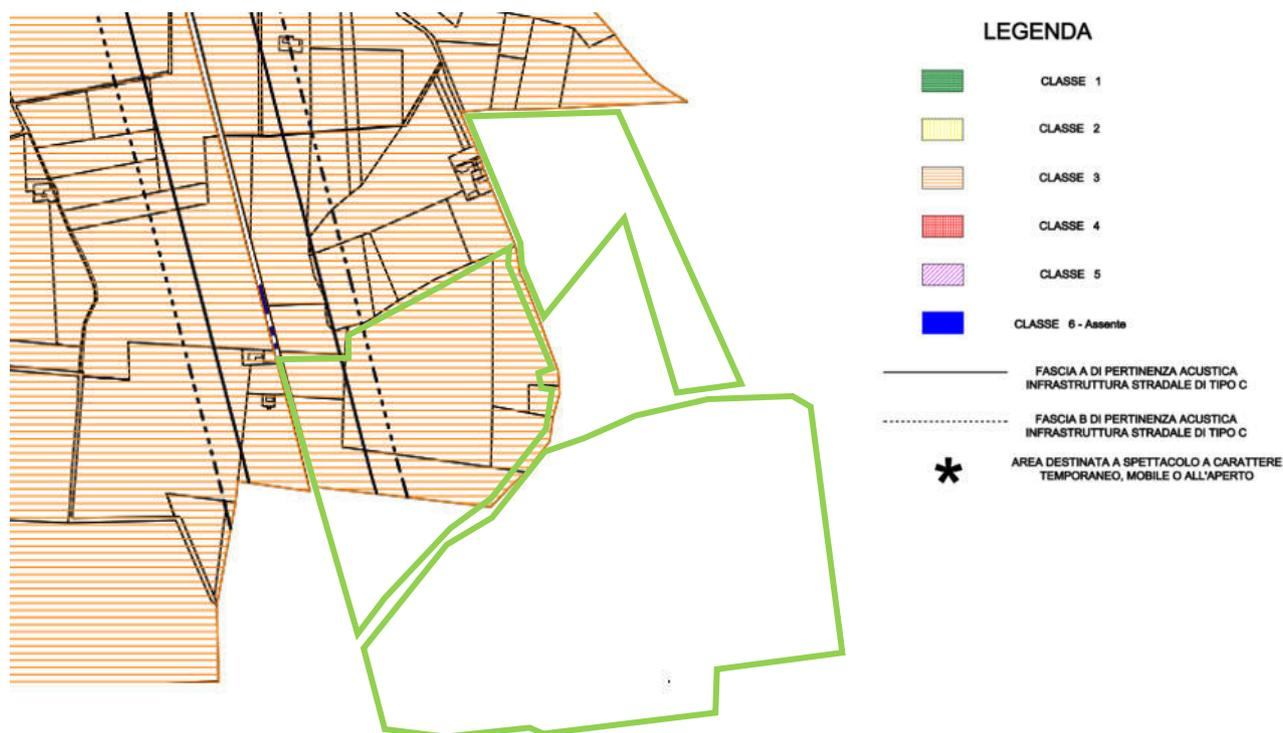 LEGENDA
CLASSE 1
CLASSE 2
CLASSE 3
CLASSE 4
CLASSE 5
CLASSE 6 - Assente
FASCIA A DI PERTINENZA ACUSTICA
INFRASTRUTTURA STRADALE DI TIPO C
FASCIA B DI PERTINENZA ACUSTICA
INFRASTRUTTURA STRADALE DI TIPO C
AREA DESTINATA A SPETTACOLO A CARATTERE
TEMPORANEO, MOBILE O ALL'APERTO